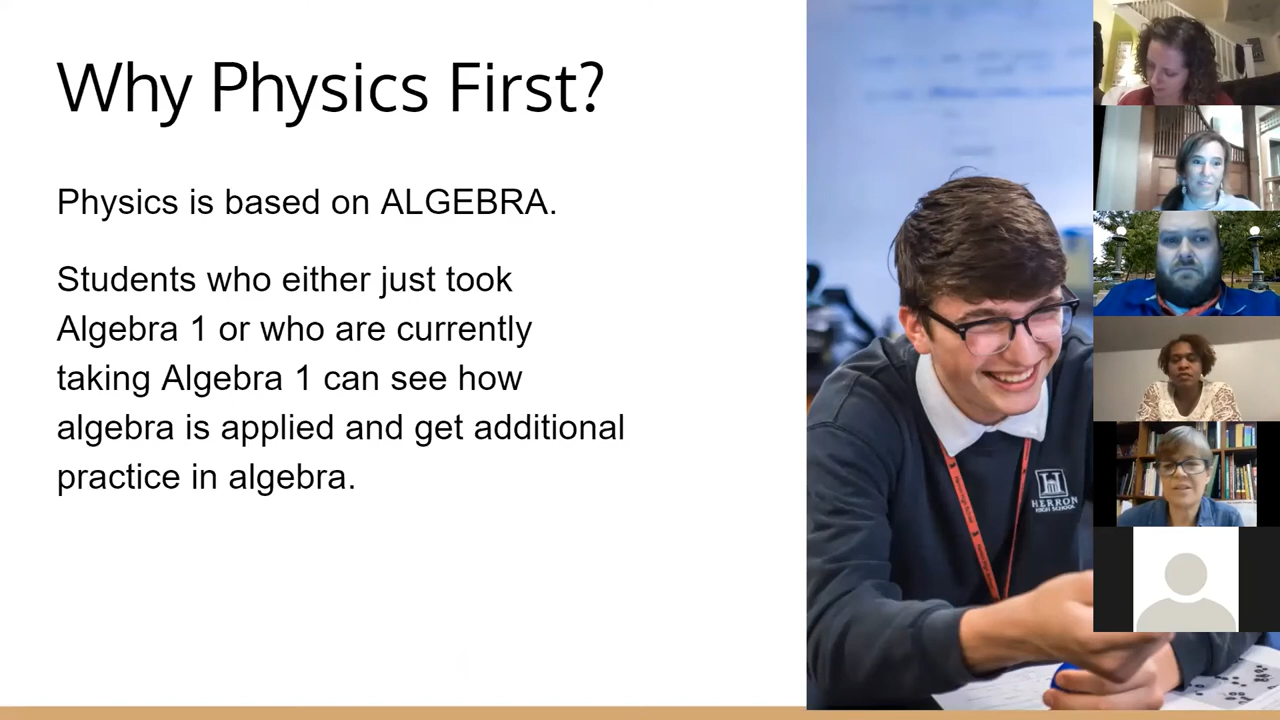 Why Physics First?
Physics is based on ALGEBRA.
Students who either just took
Algebra 1 or who are currently
taking Algebra 1 can see how
algebra is applied and get additional
practice in algebra.
HERRON
HIGH SCHOOL